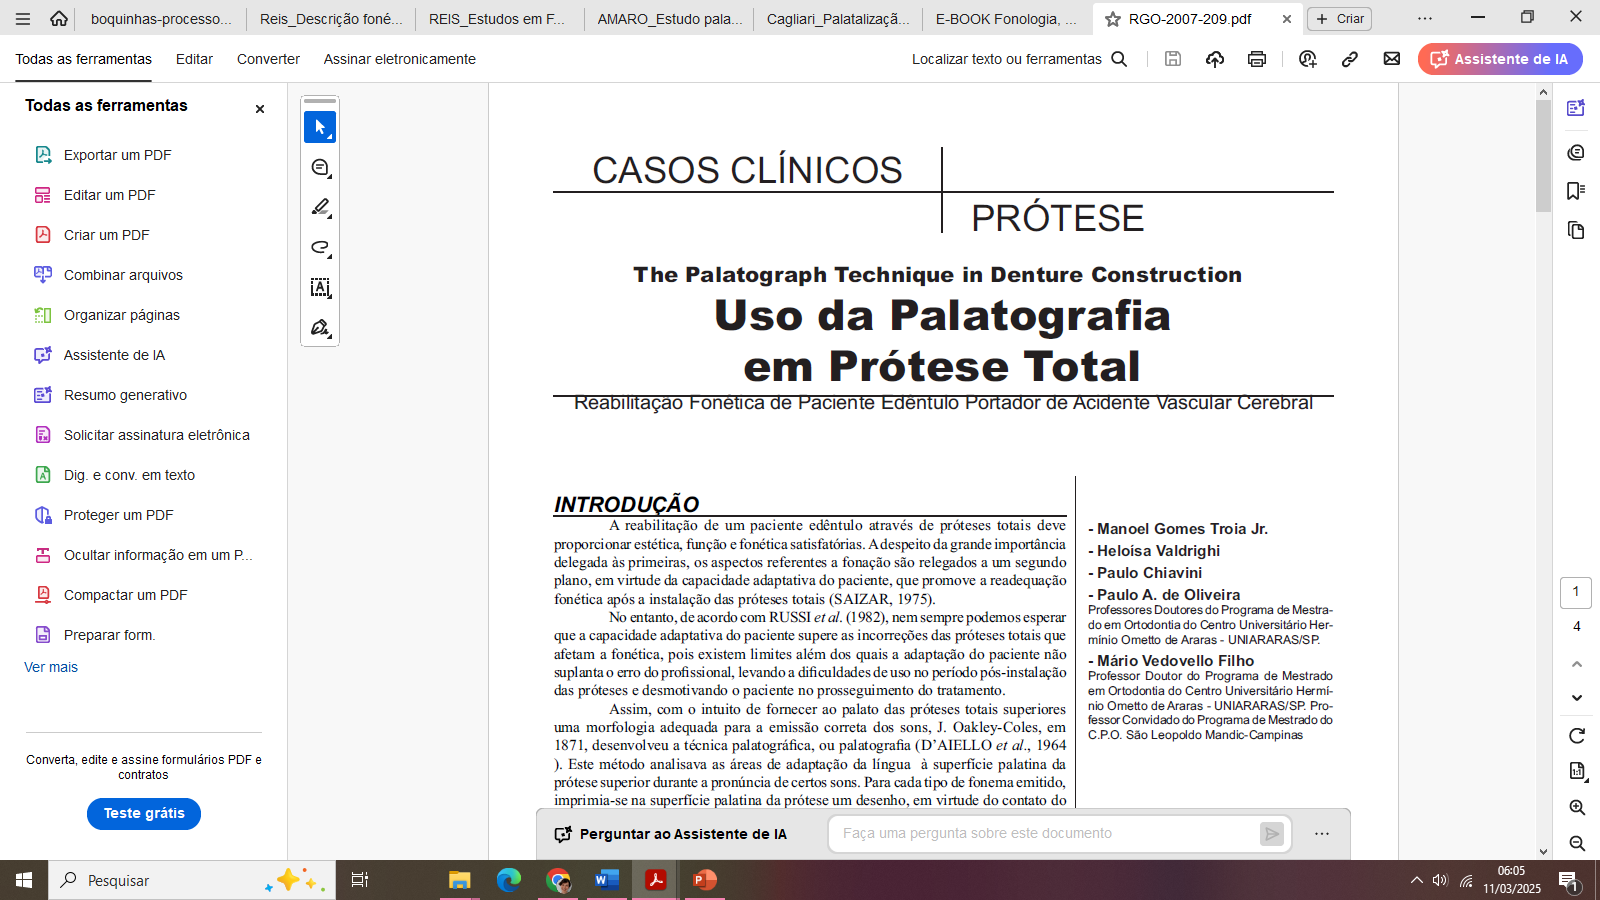 boquinhas-processo...
Reis_Descrição foné...
REIS_Estudos em F...
AMARO_Estudo pala...
Cagliari_Palatalizaçã...
E-BOOK Fonologia, ...
RGO-2007-209.pdf
Criar
Todas as ferramentas
Editar
Converter
Assinar eletronicamente
Localizar texto ou ferramentas
Assistente de IA
Todas as ferramentas
Exportar um PDF
Editar um PDF
Criar um PDF
Combinar arquivos
Organizar páginas
Assistente de IA
Resumo generativo
Solicitar assinatura eletrônica
Dig. e conv. em texto
Proteger um PDF
Ocultar informação em um P...
Compactar um PDF
Preparar form.
Ver mais
Converta, edite e assine formulários PDF e
contratos
Teste grátis
CASOS CLÍNICOS
PRÓTESE
The Palatograph Technique in Denture Construction
Uso da Palatografia
em Prótese Total
Reabilitação Fonética de Paciente Edêntulo Portador de Acidente Vascular Cerebral
INTRODUÇÃO
A reabilitação de um paciente edêntulo através de próteses totais deve
proporcionar estética, função e fonética satisfatórias. A despeito da grande importância
delegada às primeiras, os aspectos referentes a fonação são relegados a um segundo
plano, em virtude da capacidade adaptativa do paciente, que promove a readequação
fonética após a instalação das próteses totais (SAIZAR, 1975).
No entanto, de acordo com RUSSI et al. (1982), nem sempre podemos esperar
que a capacidade adaptativa do paciente supere as incorreções das próteses totais que
afetam a fonética, pois existem limites além dos quais a adaptação do paciente não
suplanta o erro do profissional, levando a dificuldades de uso no período pós-instalação
das próteses e desmotivando o paciente no prosseguimento do tratamento.
Assim, com o intuito de fornecer ao palato das próteses totais superiores
uma morfologia adequada para a emissão correta dos sons, J. Oakley-Coles, em
1871, desenvolveu a técnica palatográfica, ou palatografia (D'AIELLO et al., 1964
). Este método analisava as áreas de adaptação da língua à superfície palatina da
prótese superior durante a pronúncia de certos sons. Para cada tipo de fonema emitido,
imprimia-se na superfície palatina da prótese um desenho, em virtude do contato do
- Manoel Gomes Troia Jr.
- Heloísa Valdrighi
- Paulo Chiavini
- Paulo A. de Oliveira
Professores Doutores do Programa de Mestra-
do em Ortodontia do Centro Universitário Her-
mínio Ometto de Araras - UNIARARAS/SP.
- Mário Vedovello Filho
Professor Doutor do Programa de Mestrado
em Ortodontia do Centro Universitário Hermí-
nio Ometto de Araras - UNIARARAS/SP. Pro-
fessor Convidado do Programa de Mestrado do
C.P.O. São Leopoldo Mandic-Campinas
Perguntar ao Assistente de IA
Faça uma pergunta sobre este documento
1
4
1:1
Pesquisar
06:05
11/03/2025
1